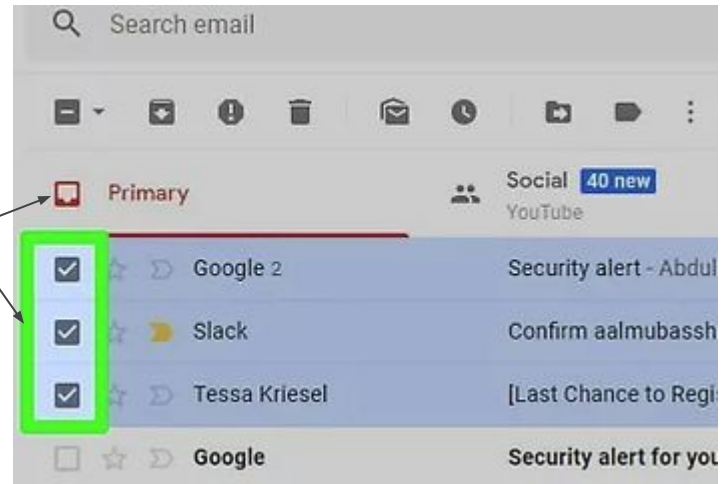 Search email
Primary
Social 40 new
YouTube
Google 2 Security alert - Abdul
Slack Confirm aalmubassh
Tessa Kriesel [Last Chance to Regis
Google Security alert for you